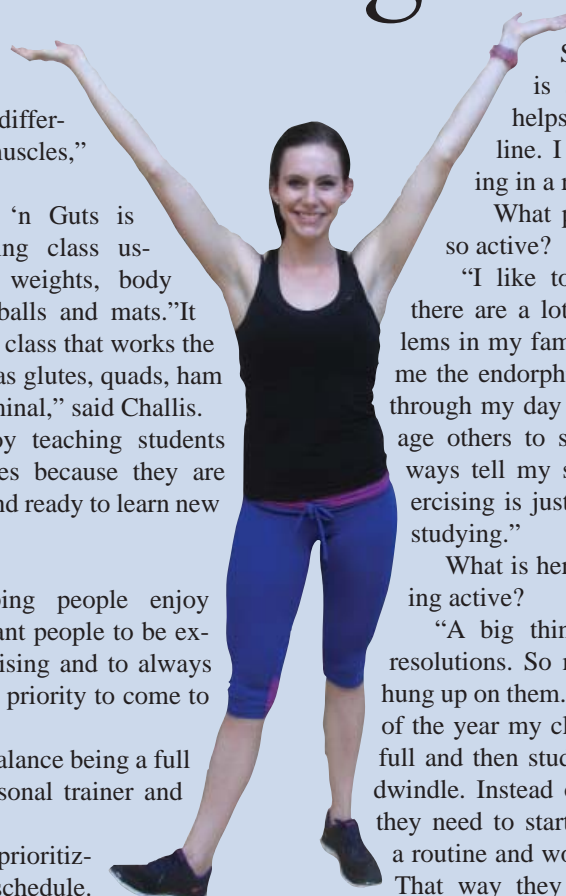 g
differ-
muscles,”
‘n Guts is
ing class us-
weights, body
balls and mats.”It
class that works the
as glutes, quads, ham
minal,” said Challis.
oy teaching students
es because they are
nd ready to learn new
ping people enjoy
ant people to be ex-
ising and to always
priority to come to
alance being a full
sonal trainer and
prioritiz-
schedule.
S
is
helps
line. I
ing in a r
What p
so active?
“I like to
there are a lot
lems in my fam
me the endorph
through my day
age others to s
ways tell my s
ercising is just
studying.”
What is her
ing active?
“A big thin
resolutions. So r
hung up on them.
of the year my cl
full and then stud
dwindle. Instead o
they need to start
a routine and wo
That way they